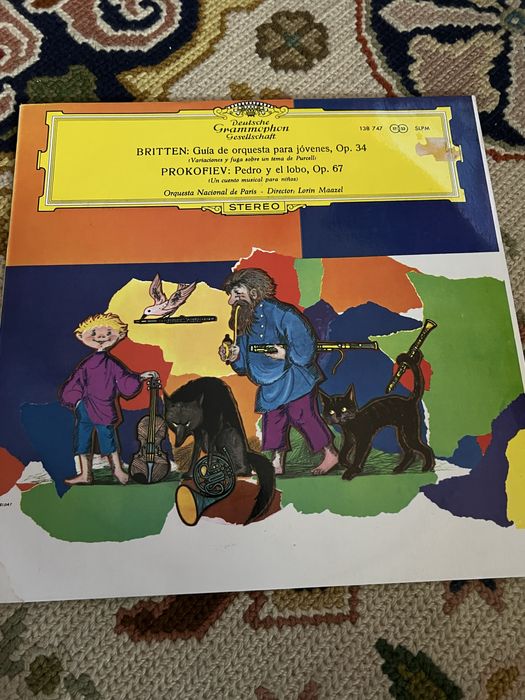 Deutsche
Grammophon
Gesellschaft
138 747
33
SLPM
BRITTEN: Guía de orquesta para jóvenes, Op. 34
(Variaciones y fuga sobre un tema de Purcell)
PROKOFIEV: Pedro y el lobo, Op. 67
(Un cuento musical para niños)
Orquesta Nacional de París - Director: Lorin Maazel
STEREO